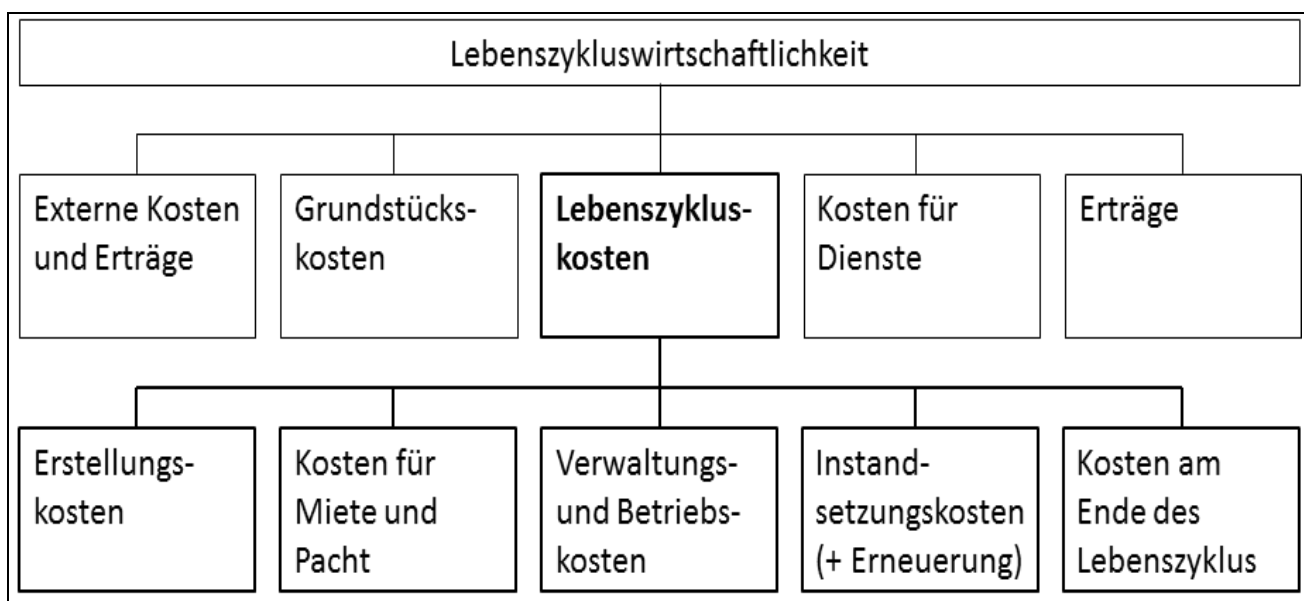 Lebenszykluswirtschaftlichkeit
Externe Kosten
und Erträge
Grundstücks-
kosten
Lebenszyklus-
kosten
Kosten für
Dienste
Erträge
Erstellungs-
kosten
Kosten für
Miete und
Pacht
Verwaltungs-
und Betriebs-
kosten
Instand-
setzungskosten
(+ Erneuerung)
Kosten am
Ende des
Lebenszyklus